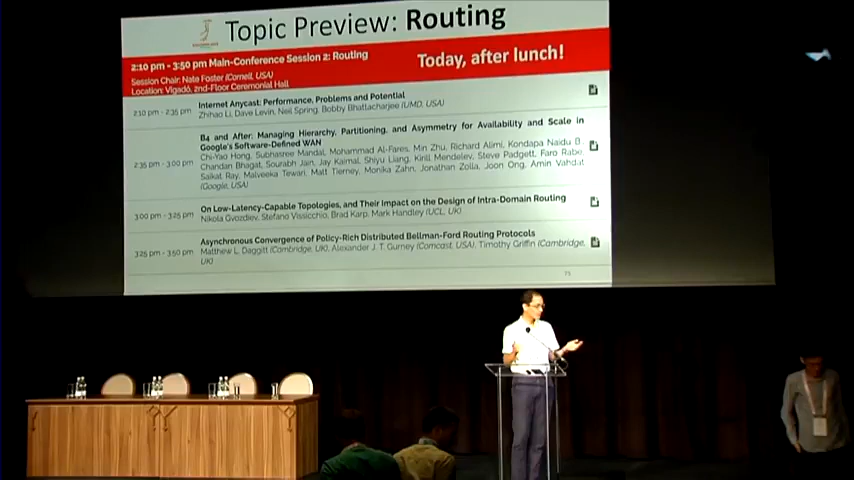 Topic Preview: Routing
2:10 pm - 3:50 pm Main-Conference Session 2: Routing
Today, after lunch!
Session Chair: Nate Foster (Cornell, USA)
Location: Vigadó, 2nd-Floor Ceremonial Hall
2:10 pm - 2:35 pm
Internet Anycast: Performance, Problems and Potential
Zhihao Li, Dave Levin, Neil Spring, Bobby Bhattacharjee (UMD, USA)
2:35 pm - 3:00 pm
B4 and After: Managing Hierarchy, Partitioning, and Asymmetry for Availability and Scale in
Google's Software-Defined WAN
Chi-Yao Hong, Subhasree Mandal, Mohammad Al-Fares, Min Zhu, Richard Alimi, Kondapa Naidu B.,
Chandan Bhagat, Sourabh Jain, Jay Kaimal, Shiyu Liang, Kirill Mendelev, Steve Padgett, Faro Rabe,
Saikat Ray, Malveeka Tewari, Matt Tierney, Monika Zahn, Jonathan Zolla, Joon Ong, Amin Vahdat
(Google, USA)
3:00 pm - 3:25 pm
On Low-Latency-Capable Topologies, and Their Impact on the Design of Intra-Domain Routing
Nikola Gvozdiev, Stefano Vissicchio, Brad Karp, Mark Handley (UCL, UK)
3:25 pm - 3:50 pm
Asynchronous Convergence of Policy-Rich Distributed Bellman-Ford Routing Protocols
Matthew L. Daggitt (Cambridge, UK), Alexander J. T. Gurney (Comcast, USA), Timothy Griffin (Cambridge,
UK)